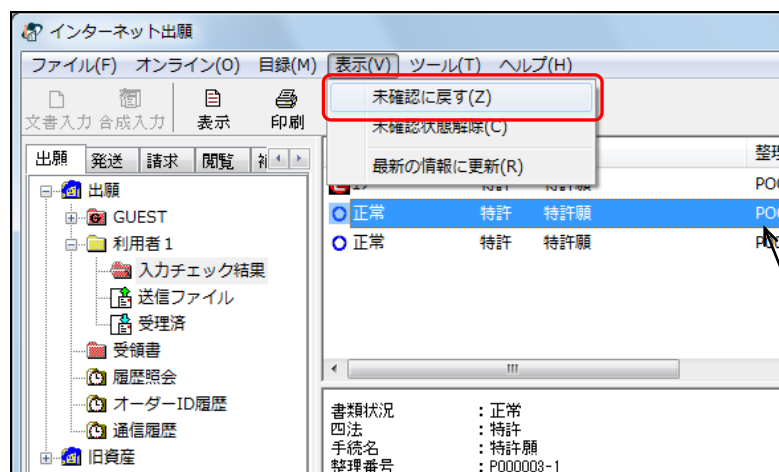 インターネット出願
ファイル(F) オンライン(O) 目録(M) 表示(V) ツール(T) ヘルプ(H)
未確認に戻す(Z)
未確認状態解除(C)
最新の情報に更新(R)
文書入力 合成入力 表示 印刷
出願 発送 請求 閲覧
出願
GUEST
利用者1
入力チェック結果
送信ファイル
受理済
受領書
履歴照会
オーダーID履歴
通信履歴
旧資産
整理
特許 特許願 PO0
正常 特許 特許願 PO0
正常 特許 特許願
書類状況 :正常
四法 :特許
手続名 :特許願
整理番号 :P000003-1